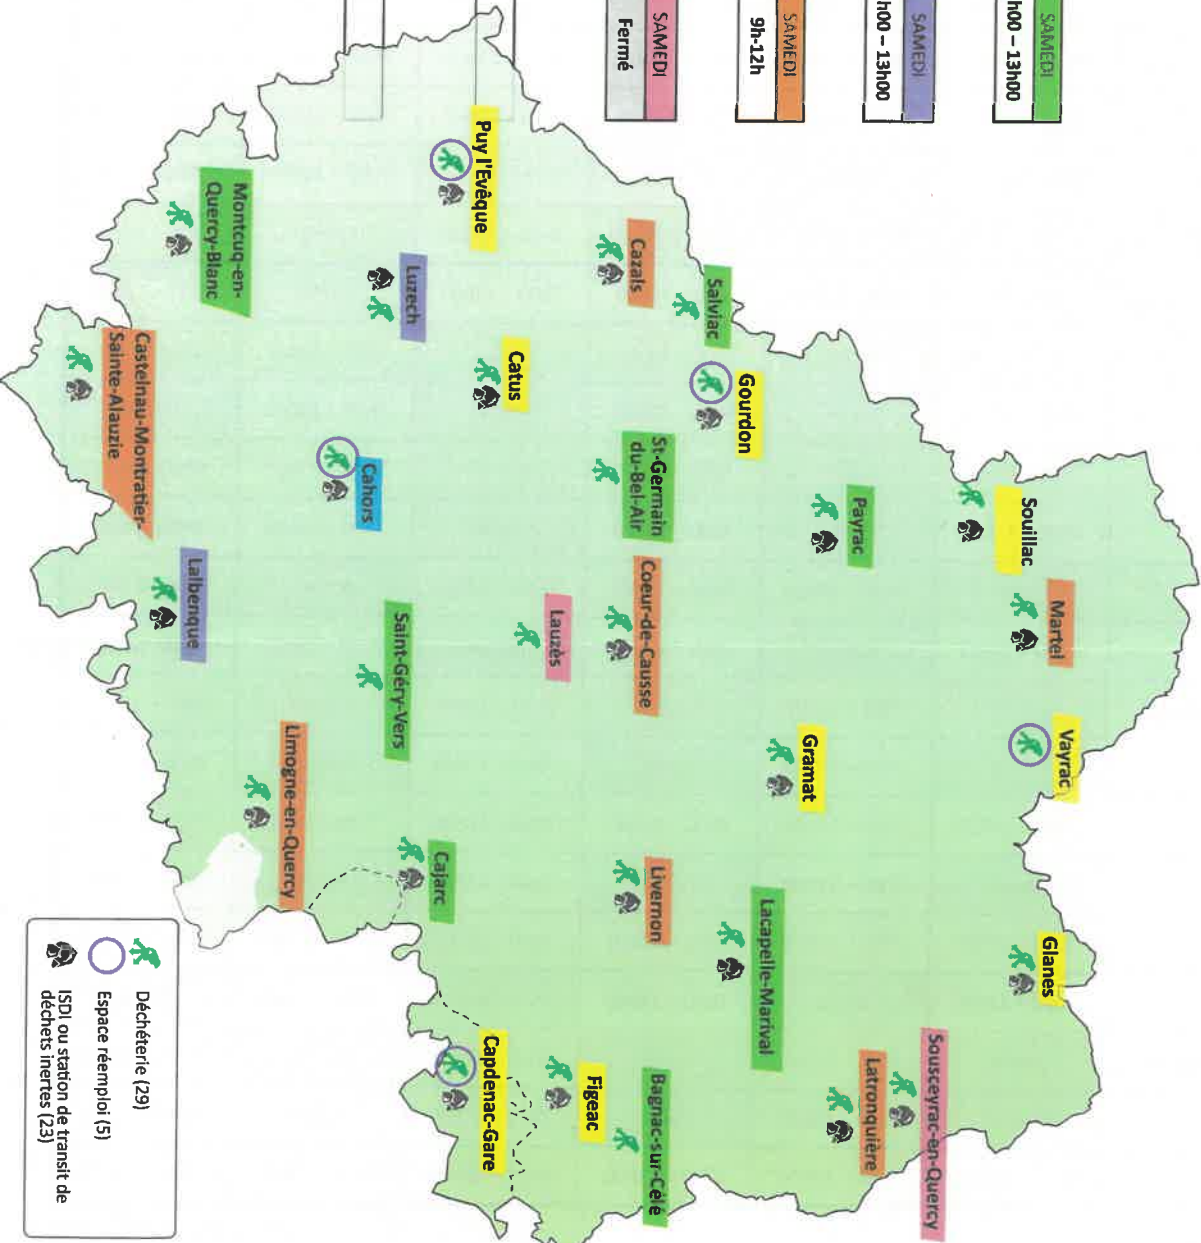 SAMEDI
h00 – 13h00
SAMEDI
h00 – 13h00
SAMEDI
9h-12h
SAMEDI
Fermé
Vayrac
Martel
Glanes
Souillac
Sousceyrac-en-Quercy
Latronquière
Payrac
Gramat
Lacapelle-Marival
Gourdon
Salviac
Cazals
St-Germain
du-Bel-Air
Coeur-de-Causse
Livernon
Bagnac-sur-Célé
Figeac
Lauzès
Catus
Puy l'Evêque
Capdenac-Gare
Cajarc
Luzech
Saint-Géry-Vers
Cahors
Limogne-en-Quercy
Montcuq-en-
Quercy-Blanc
Lalbenque
Castelnau-Montratier-
Sainte-Alauzie
Déchéterie (29)
Espace réemploi (5)
ISDI ou station de transit de
déchets inertes (23)